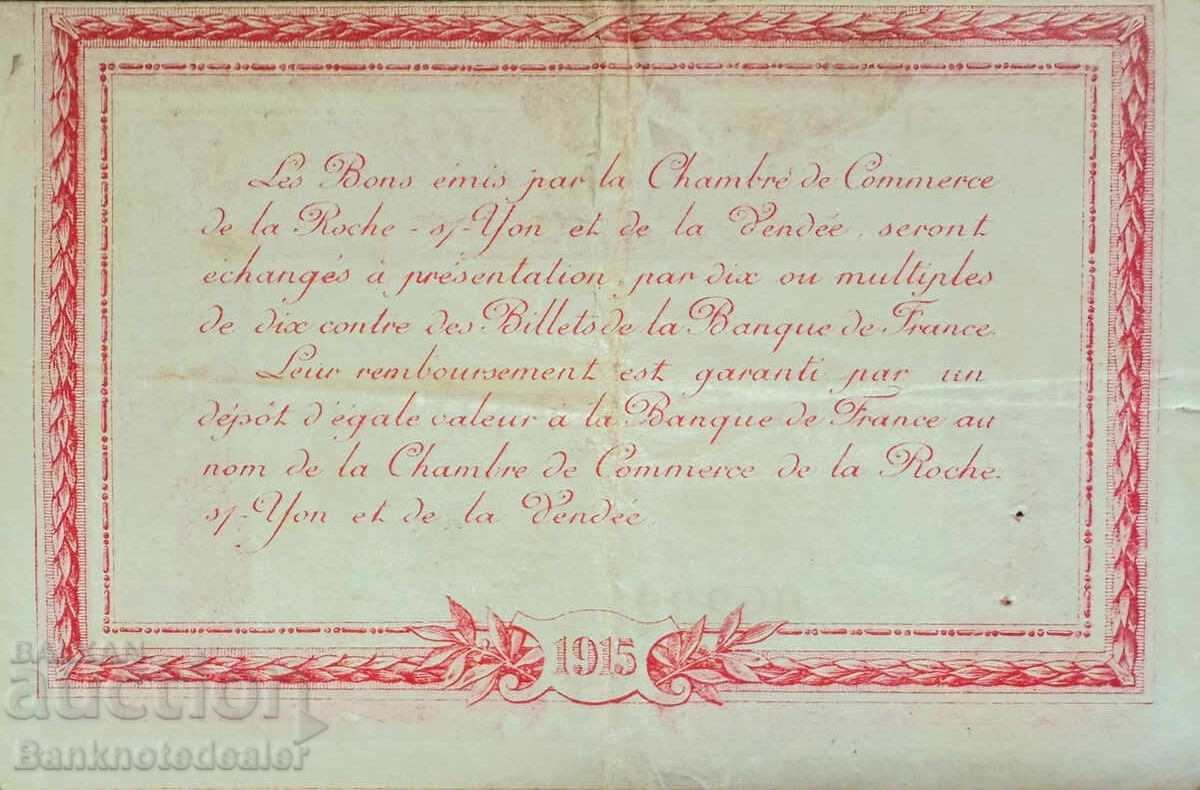 Les Bons émis par la Chambre de Commerce
de la Roche-s/-Yon et de la Vendée, seront
échangés à présentation, par dix ou multiples
de dix contre des Billets de la Banque de France.
Leur remboursement est garanti par un
dépôt d'égale valeur à la Banque de France au
nom de la Chambre de Commerce de la Roche-
s/-Yon et de la Vendée.
1915
BALKAN
auction
Banknotedealer